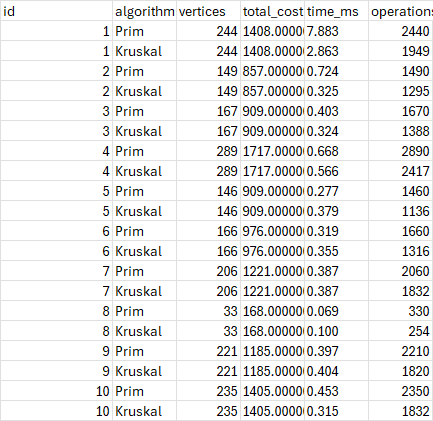 id algorithm vertices total_cost time_ms operation
1 Prim 244 1408.0000 7.883 2440
1 Kruskal 244 1408.0000 2.863 1949
2 Prim 149 857.00000 0.724 1490
2 Kruskal 149 857.00000 0.325 1295
3 Prim 167 909.00000 0.403 1670
3 Kruskal 167 909.00000 0.324 1388
4 Prim 289 1717.0000 0.668 2890
4 Kruskal 289 1717.0000 0.566 2417
5 Prim 146 909.00000 0.277 1460
5 Kruskal 146 909.00000 0.379 1136
6 Prim 166 976.00000 0.319 1660
6 Kruskal 166 976.00000 0.355 1316
7 Prim 206 1221.0000 0.387 2060
7 Kruskal 206 1221.0000 0.387 1832
8 Prim 33 168.00000 0.069 330
8 Kruskal 33 168.00000 0.100 254
9 Prim 221 1185.0000 0.397 2210
9 Kruskal 221 1185.0000 0.404 1820
10 Prim 235 1405.0000 0.453 2350
10 Kruskal 235 1405.0000 0.315 1832